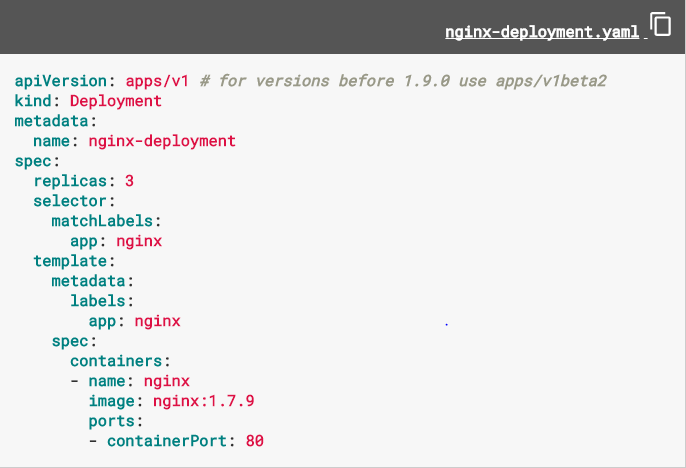 nginx-deployment.yaml
apiVersion: apps/v1 # for versions before 1.9.0 use apps/v1beta2
kind: Deployment
metadata:
  name: nginx-deployment
spec:
  replicas: 3
  selector:
    matchLabels:
      app: nginx
  template:
    metadata:
      labels:
        app: nginx
    spec:
      containers:
      - name: nginx
        image: nginx:1.7.9
        ports:
        - containerPort: 80